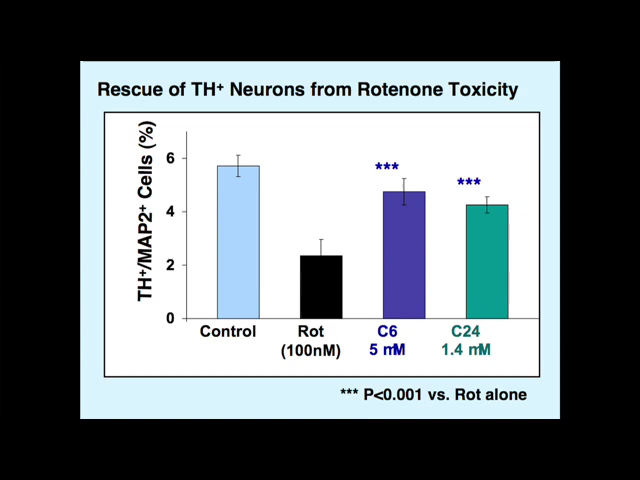 Rescue of TH⁺ Neurons from Rotenone Toxicity
TH⁺/MAP2⁺ Cells (%)
6
4
2
0
***
***
Control Rot C6 C24
(100nM) 5 mM 1.4 mM
*** P<0.001 vs. Rot alone